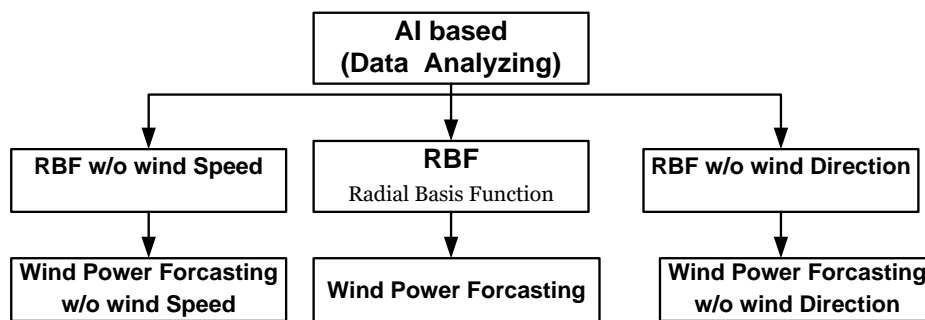 AI based
(Data Analyzing)
RBF w/o wind Speed
RBF
Radial Basis Function
RBF w/o wind Direction
Wind Power Forcasting
w/o wind Speed
Wind Power Forcasting
Wind Power Forcasting
w/o wind Direction